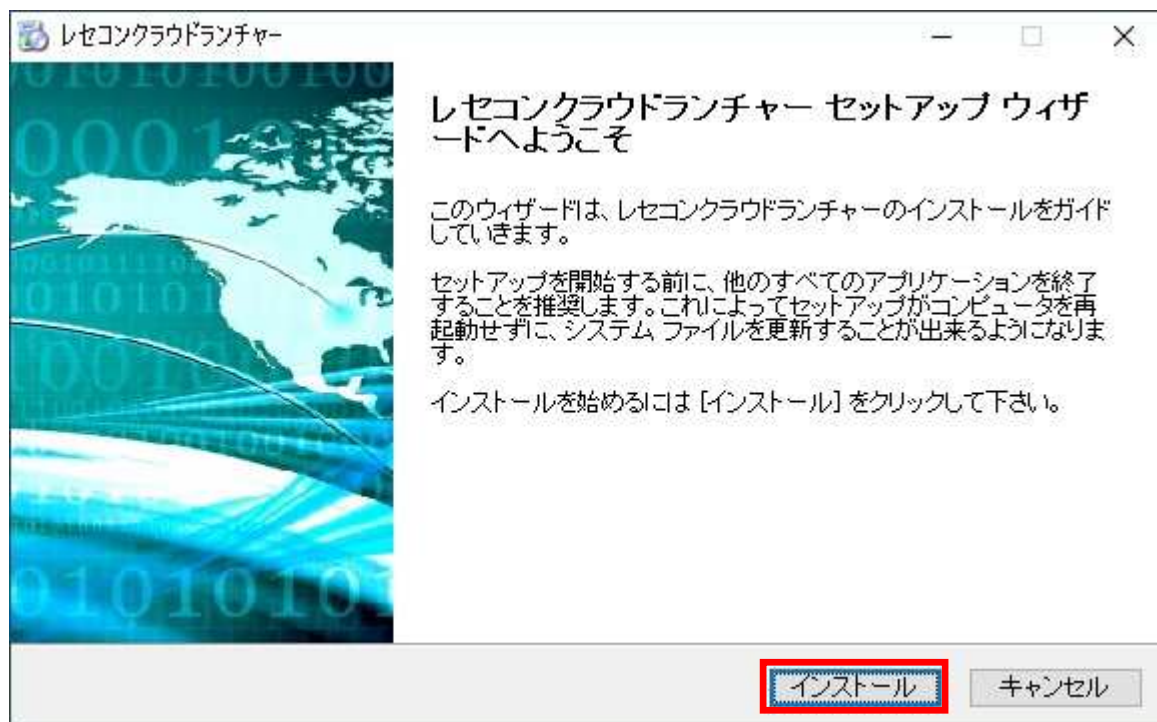 レセコンクラウドランチャー
レセコンクラウドランチャー セットアップ ウィザ
ードへようこそ
このウィザードは、レセコンクラウドランチャーのインストールをガイド
していきます。
セットアップを開始する前に、他のすべてのアプリケーションを終了
することを推奨します。これによってセットアップがコンピュータを再
起動せずに、システム ファイルを更新することが出来るようになりま
す。
インストールを始めるには [インストール] をクリックして下さい。
インストール
キャンセル